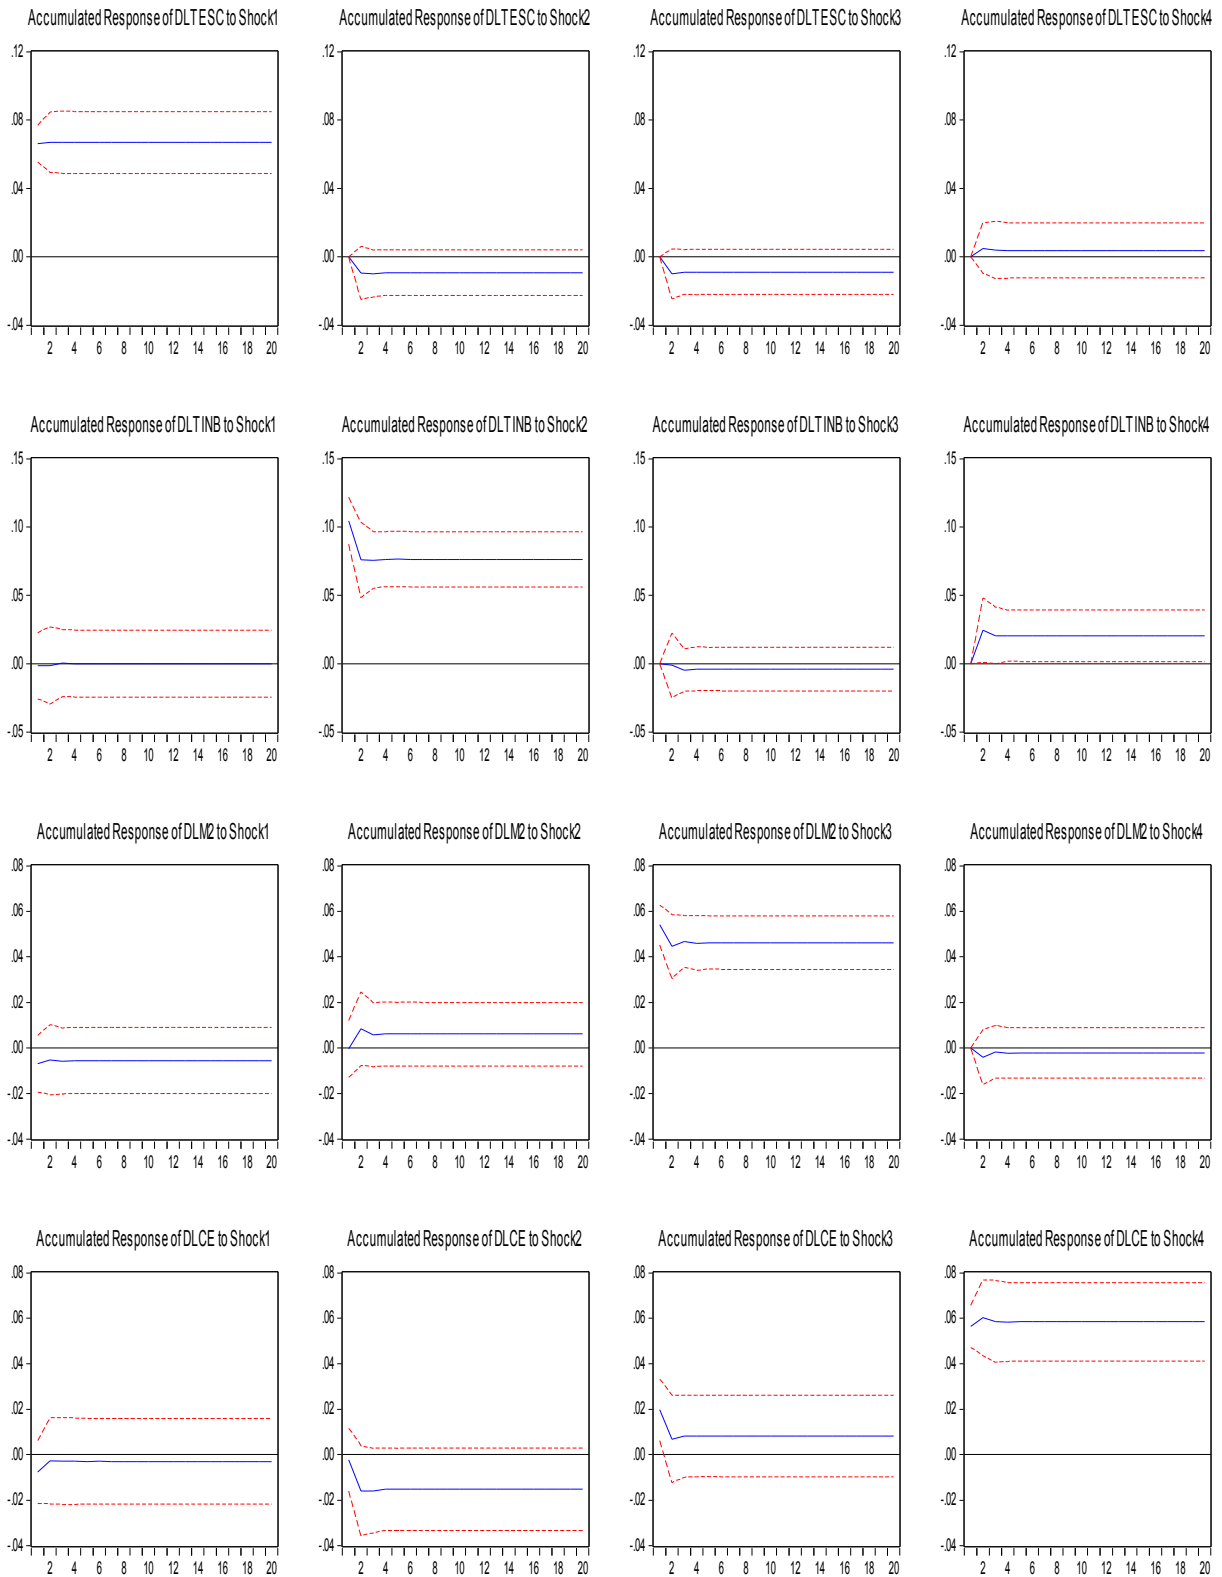 Accumulated Response of DLTESC to Shock1
Accumulated Response of DLTESC to Shock2
Accumulated Response of DLTESC to Shock3
Accumulated Response of DLTESC to Shock4
.12 .12 .12 .12
.08 .08 .08 .08
.04 .04 .04 .04
.00 .00 .00 .00
-.04 -.04 -.04 -.04
2 4 6 8 10 12 14 16 18 20 2 4 6 8 10 12 14 16 18 20 2 4 6 8 10 12 14 16 18 20 2 4 6 8 10 12 14 16 18 20
Accumulated Response of DLTINB to Shock1
Accumulated Response of DLTINB to Shock2
Accumulated Response of DLTINB to Shock3
Accumulated Response of DLTINB to Shock4
.15 .15 .15 .15
.10 .10 .10 .10
.05 .05 .05 .05
.00 .00 .00 .00
-.05 -.05 -.05 -.05
2 4 6 8 10 12 14 16 18 20 2 4 6 8 10 12 14 16 18 20 2 4 6 8 10 12 14 16 18 20 2 4 6 8 10 12 14 16 18 20
Accumulated Response of DLM2 to Shock1
Accumulated Response of DLM2 to Shock2
Accumulated Response of DLM2 to Shock3
Accumulated Response of DLM2 to Shock4
.08 .08 .08 .08
.06 .06 .06 .06
.04 .04 .04 .04
.02 .02 .02 .02
.00 .00 .00 .00
-.02 -.02 -.02 -.02
-.04 -.04 -.04 -.04
2 4 6 8 10 12 14 16 18 20 2 4 6 8 10 12 14 16 18 20 2 4 6 8 10 12 14 16 18 20 2 4 6 8 10 12 14 16 18 20
Accumulated Response of DLCE to Shock1
Accumulated Response of DLCE to Shock2
Accumulated Response of DLCE to Shock3
Accumulated Response of DLCE to Shock4
.08 .08 .08 .08
.06 .06 .06 .06
.04 .04 .04 .04
.02 .02 .02 .02
.00 .00 .00 .00
-.02 -.02 -.02 -.02
-.04 -.04 -.04 -.04
2 4 6 8 10 12 14 16 18 20 2 4 6 8 10 12 14 16 18 20 2 4 6 8 10 12 14 16 18 20 2 4 6 8 10 12 14 16 18 20